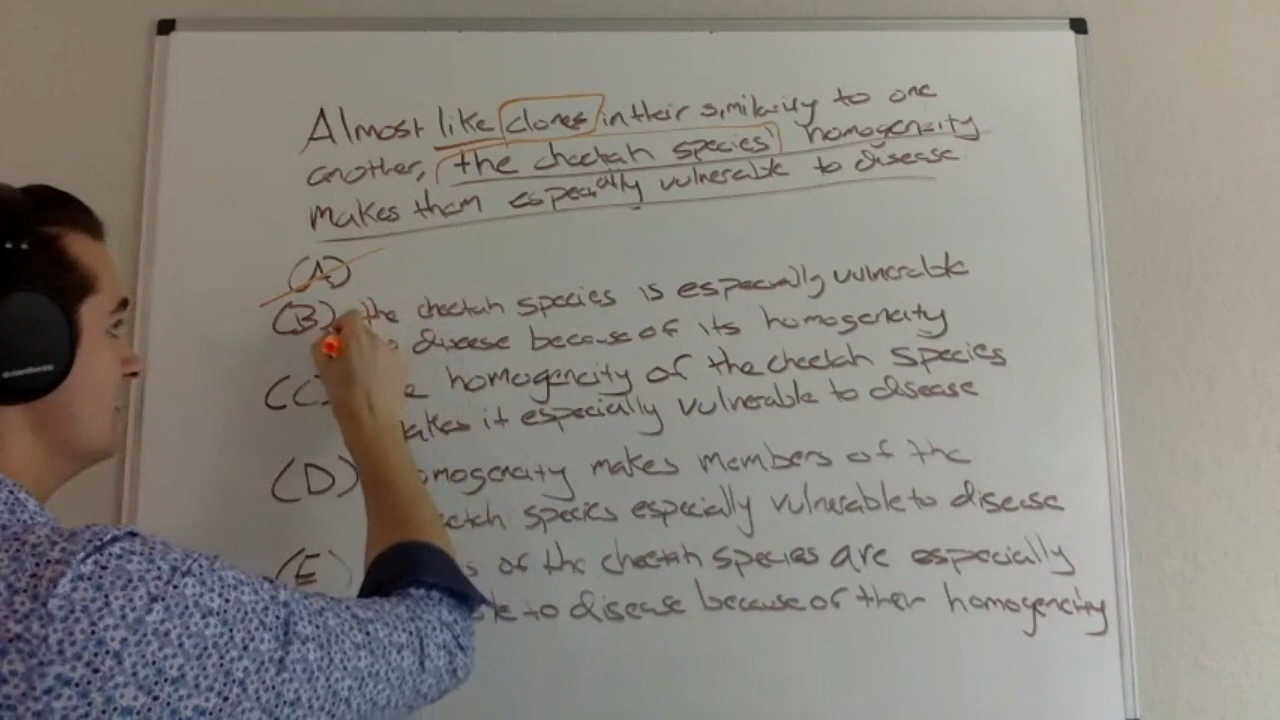 Almost like clones in their similarity to one
another, the cheetah species' homogeneity
makes them especially vulnerable to disease
(A)
(B) the cheetah species is especially vulnerable
disease because of its homogeneity
(C) homogeneity of the cheetah species
it especially vulnerable to disease
(D) makes members of the
species especially vulnerable to disease
(E) of the cheetah species are especially
to disease because of their homogeneity